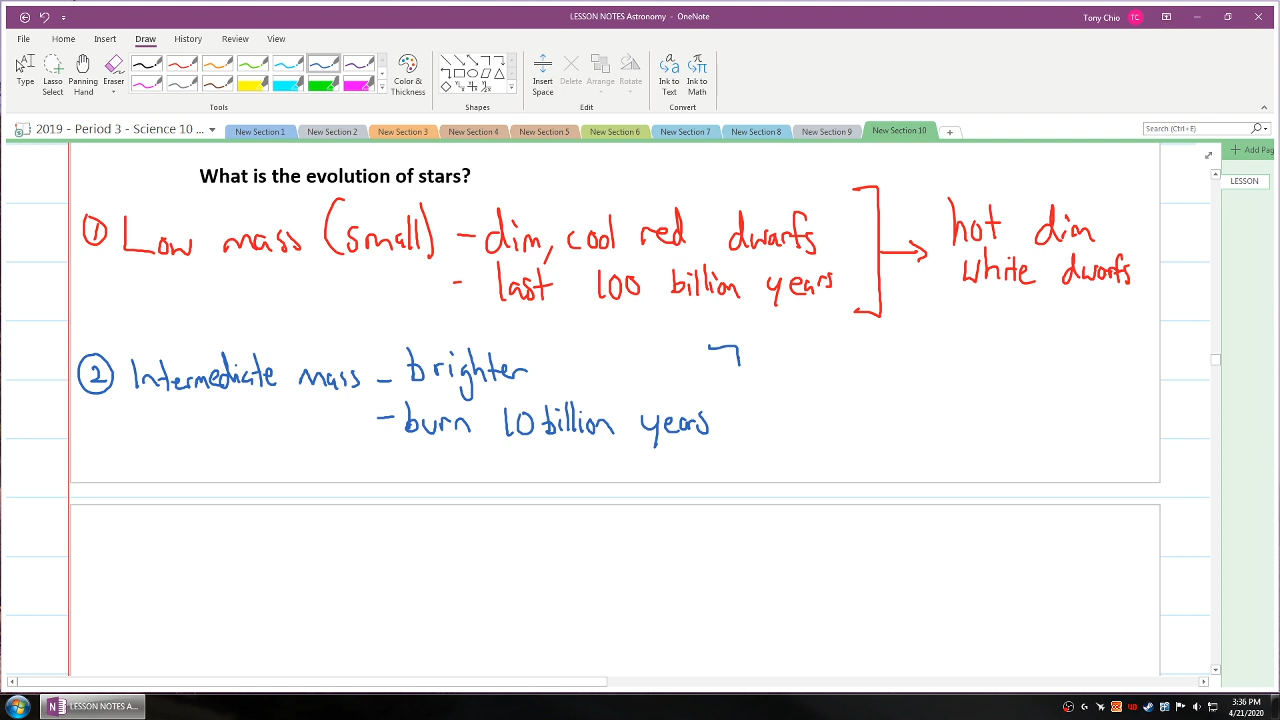 LESSON NOTES Astronomy - OneNote
Tony Chio TC
File Home Insert Draw History Review View
Type
Lasso Select
Panning Hand
Eraser
Color & Thickness
Insert Space
Delete
Arrange
Rotate
Ink to Text
Ink to Math
Tools
Shapes
Edit
Convert
2019 - Period 3 - Science 10 ...
New Section 1 New Section 2 New Section 3 New Section 4 New Section 5 New Section 6 New Section 7 New Section 8 New Section 9 New Section 10
Search (Ctrl+E)
Add Pag
LESSON
What is the evolution of stars?
① Low mass (small) - dim, cool red dwarfs
- last 100 billion years
hot dim
white dwarfs
② Intermediate mass - brighter
- burn 10 billion years
LESSON NOTES A...
3:36 PM
4/21/2020